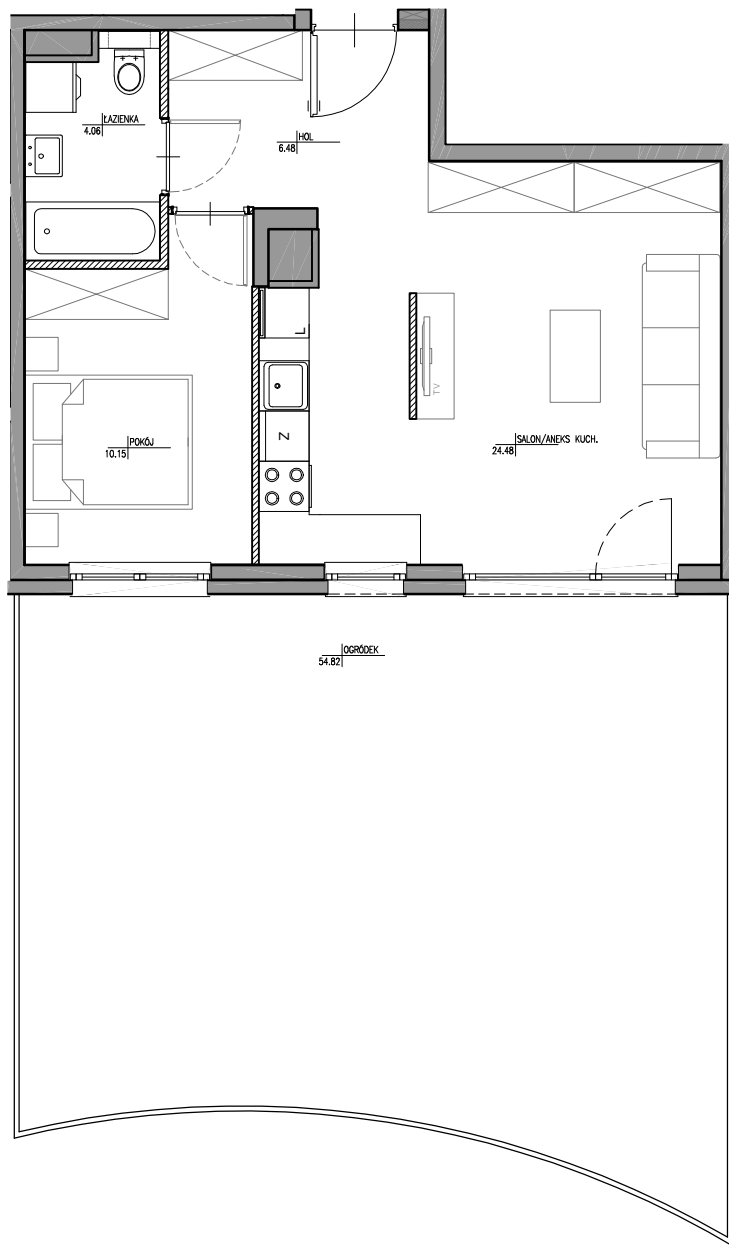 ŁAZIENKA
4.06
HOL
6.48
L
TV
Z
POKÓJ
10.15
SALON/ANEKS KUCH.
24.48
OGRÓDEK
54.82